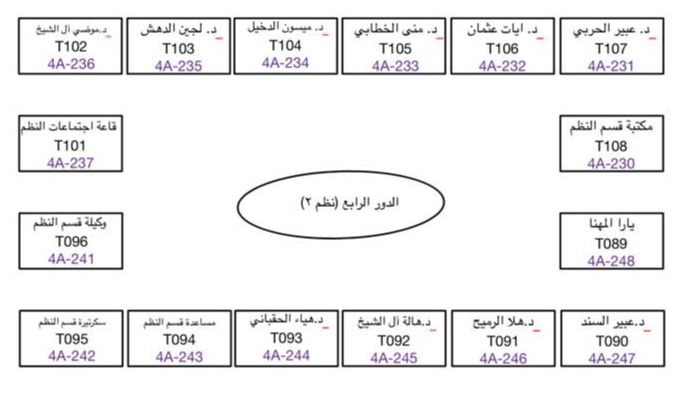 د. عبير الحربي
T107
4A-231
د. ايات عثمان
T106
4A-232
د. منى الخطابي
T105
4A-233
د. ميسون الدخيل
T104
4A-234
د. لجين الدهش
T103
4A-235
د.موضي آل الشيخ
T102
4A-236
مكتبة قسم النظم
T108
4A-230
قاعة اجتماعات النظم
T101
4A-237
الدور الرابع (نظم ٢)
يارا المهنا
T089
4A-248
وكيلة قسم النظم
T096
4A-241
د.عبير السند
T090
4A-247
د.هلا الرميح
T091
4A-246
د.هالة آل الشيخ
T092
4A-245
د.هياء الحقباني
T093
4A-244
مساعدة قسم النظم
T094
4A-243
سكرتيرة قسم النظم
T095
4A-242